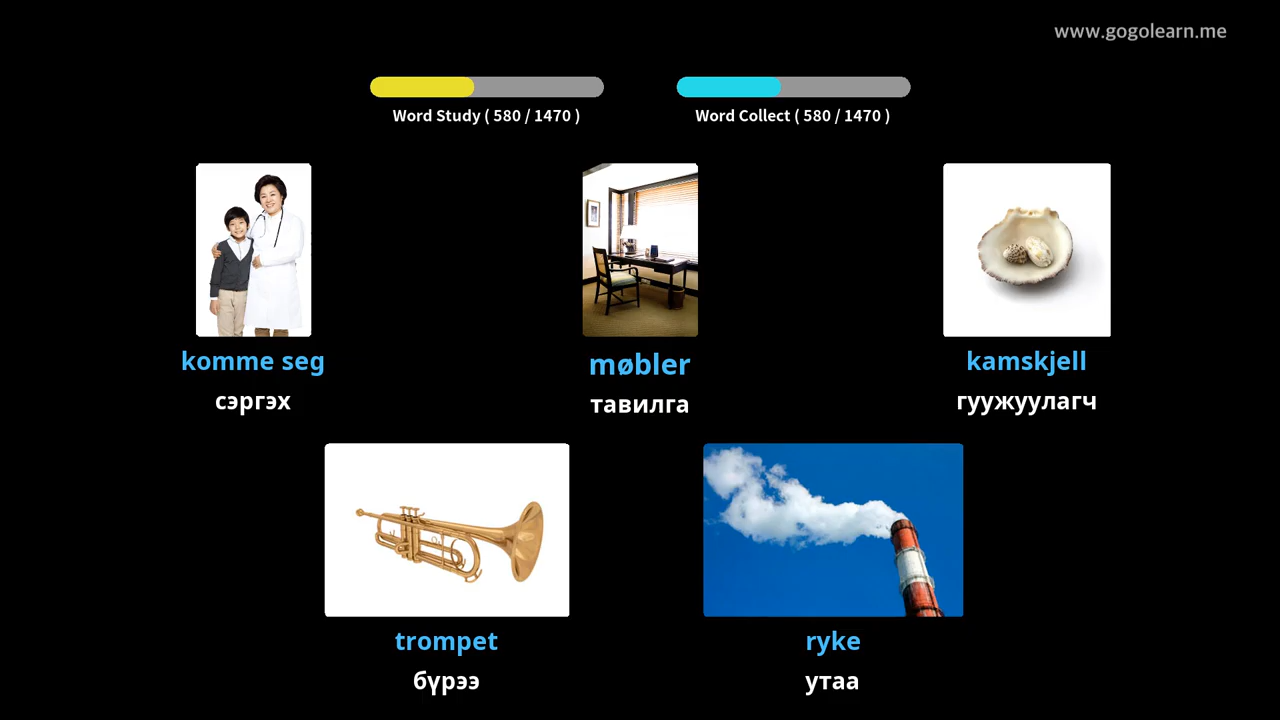 www.gogolearn.me
Word Study ( 580 / 1470 )
Word Collect ( 580 / 1470 )
komme seg
сэргэх
møbler
тавилга
kamskjell
гуужуулагч
trompet
бүрээ
ryke
утаа